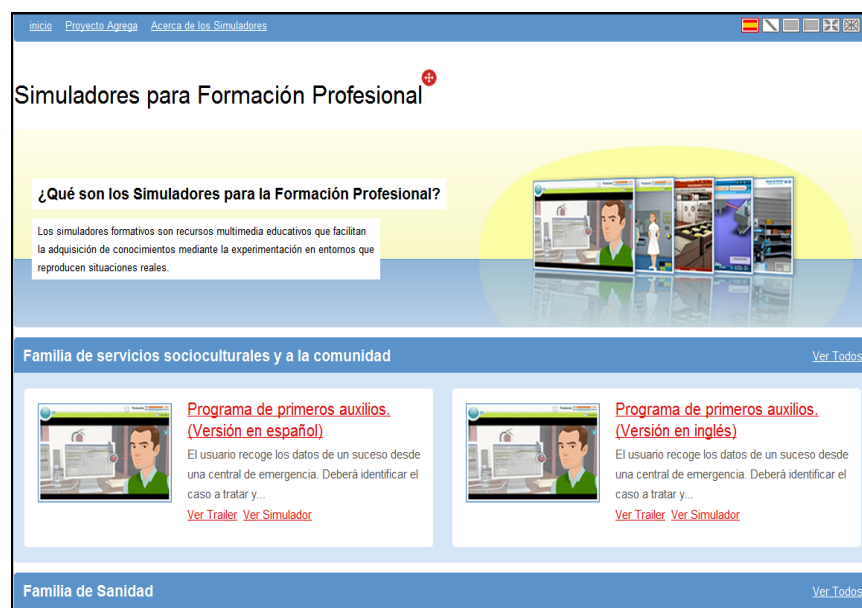 inicio Proyecto Agrega Acerca de los Simuladores
Simuladores para Formación Profesional
¿Qué son los Simuladores para la Formación Profesional?
Los simuladores formativos son recursos multimedia educativos que facilitan
la adquisición de conocimientos mediante la experimentación en entornos que
reproducen situaciones reales.
Familia de servicios socioculturales y a la comunidad
Ver Todos
Programa de primeros auxilios.
(Versión en español)
El usuario recoge los datos de un suceso desde
una central de emergencia. Deberá identificar el
caso a tratar y...
Ver Trailer Ver Simulador
Programa de primeros auxilios.
(Versión en inglés)
El usuario recoge los datos de un suceso desde
una central de emergencia. Deberá identificar el
caso a tratar y...
Ver Trailer Ver Simulador
Familia de Sanidad
Ver Todos